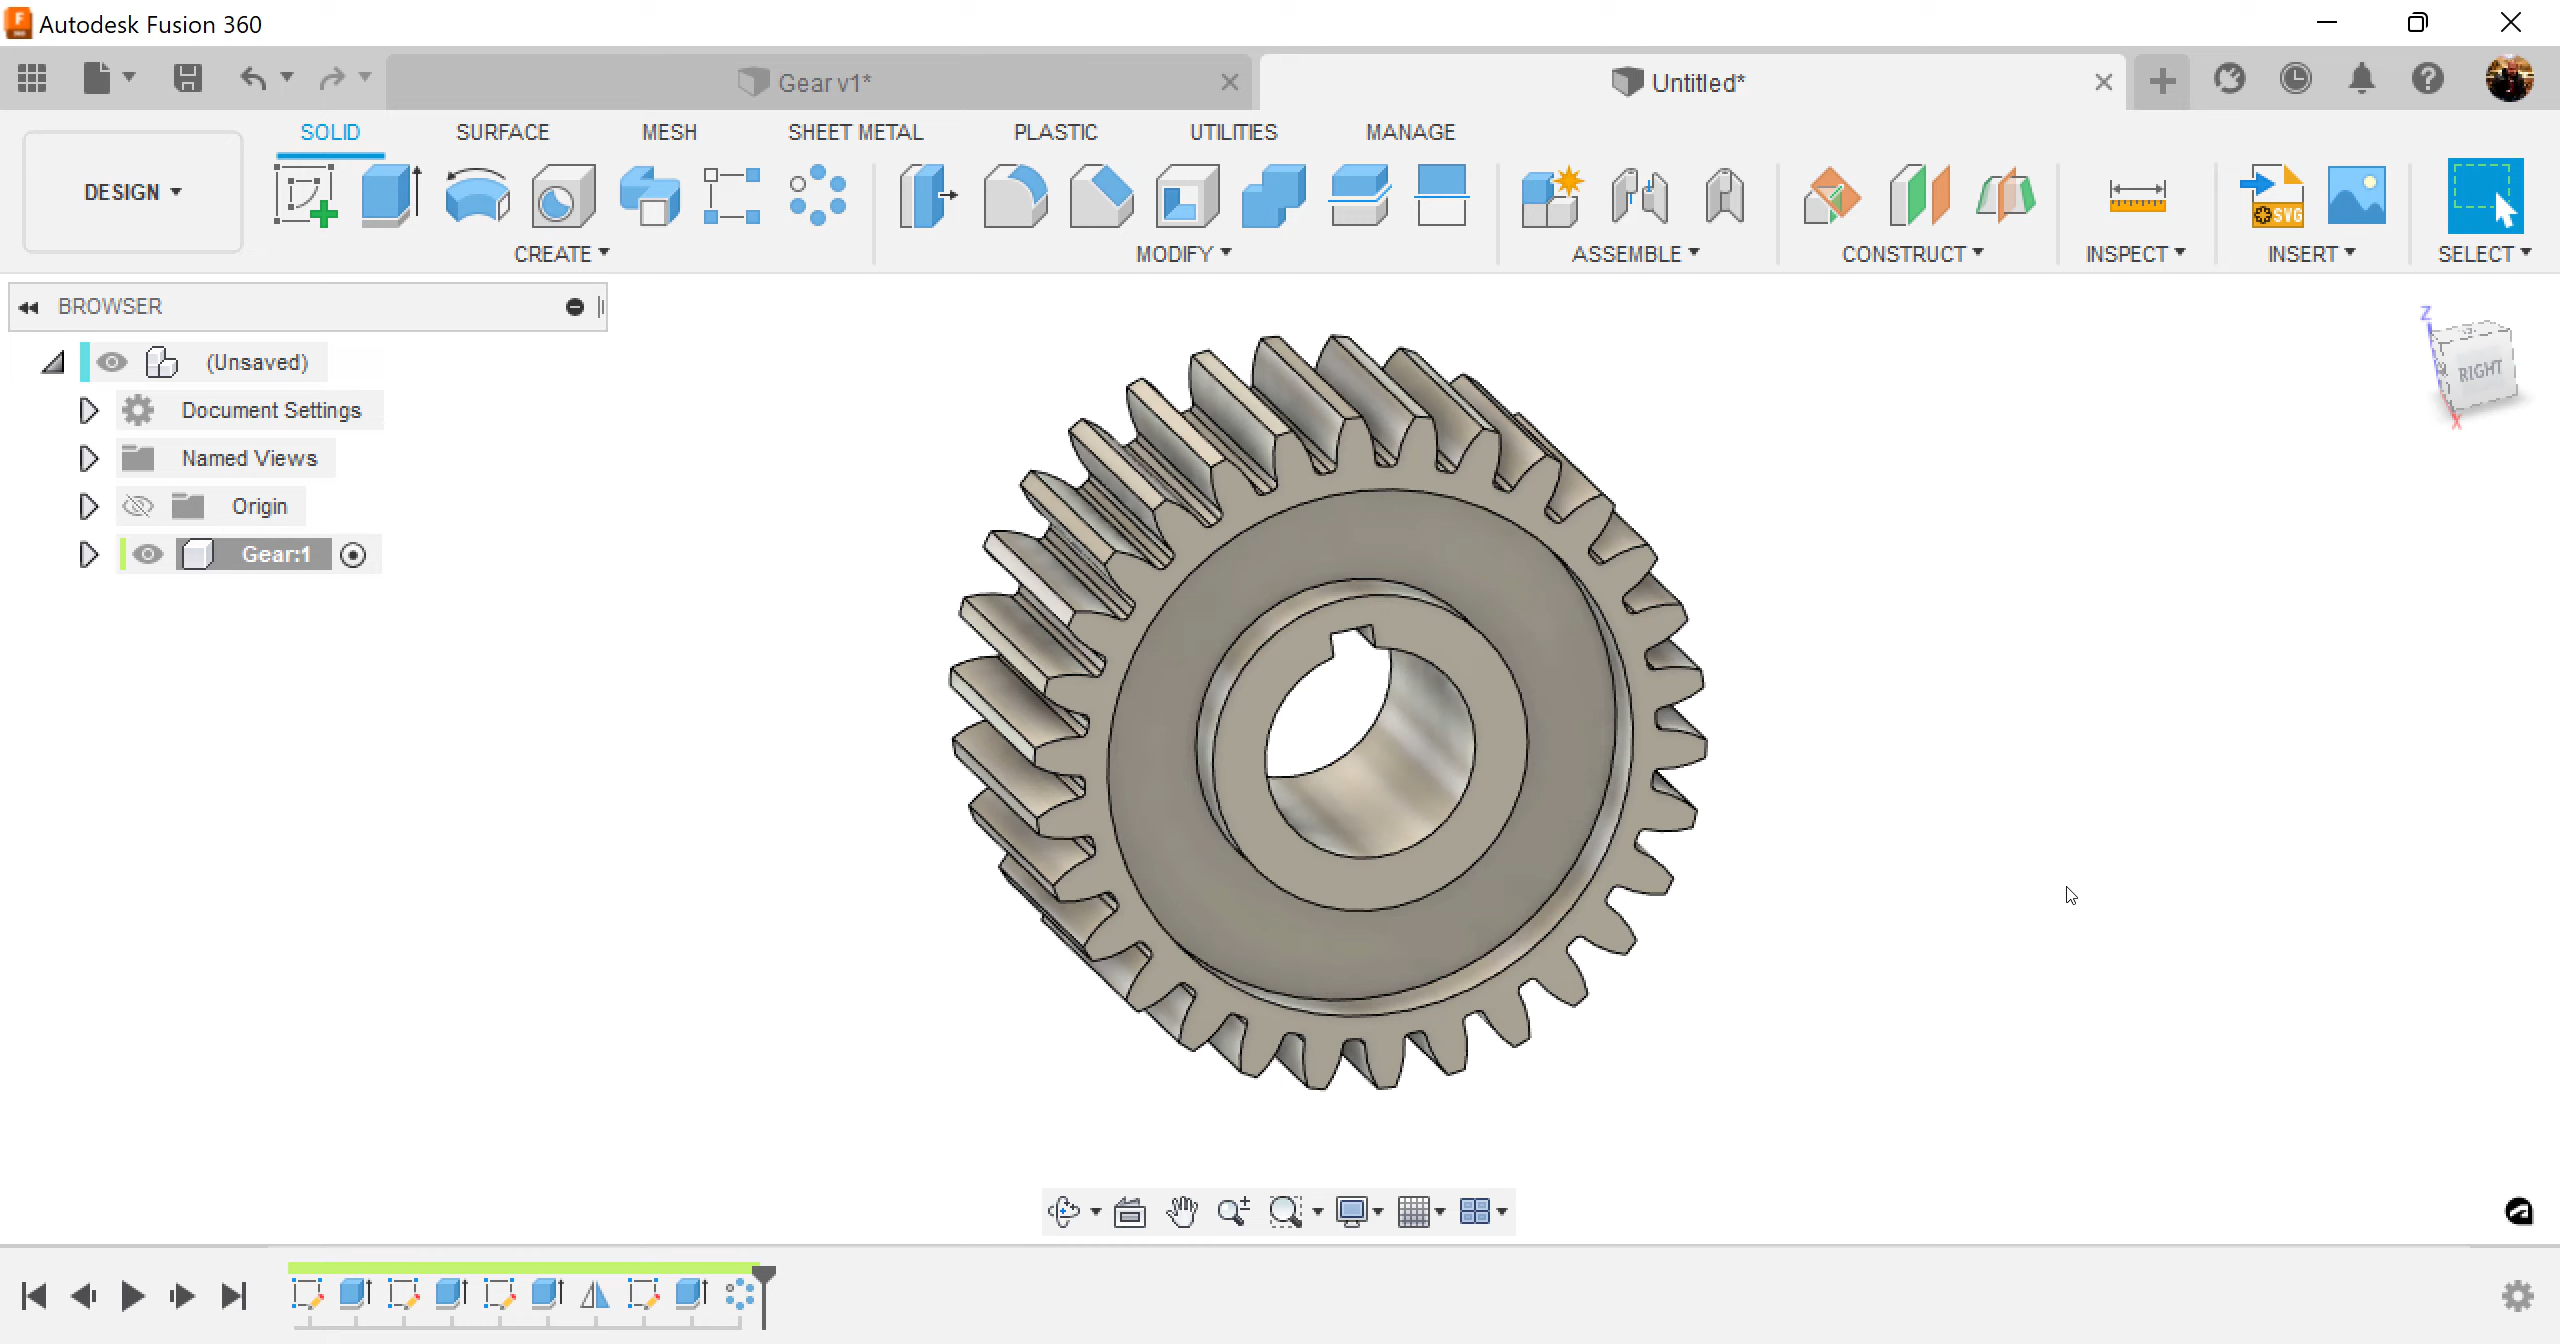 Autodesk Fusion 360
Gear v1*
Untitled*
SOLID SURFACE MESH SHEET METAL PLASTIC UTILITIES MANAGE
DESIGN
SVG
CREATE MODIFY ASSEMBLE CONSTRUCT INSPECT INSERT SELECT
BROWSER
(Unsaved)
Document Settings
Named Views
Origin
Gear:1
Z
RIGHT
X